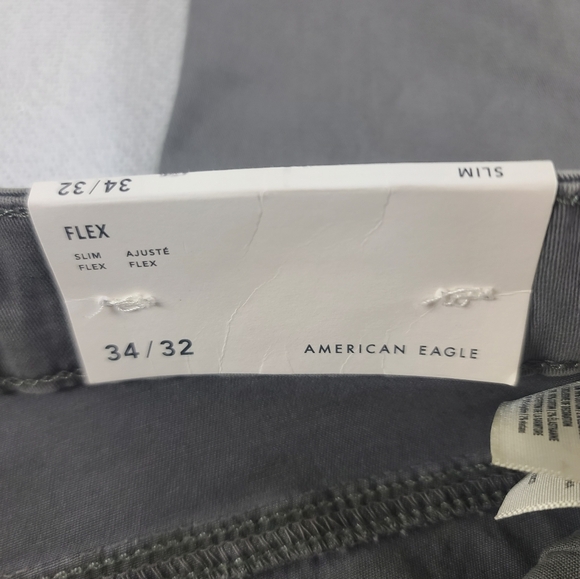 34/32 SLIM
FLEX
SLIM AJUSTÉ
FLEX FLEX
34/32 AMERICAN EAGLE